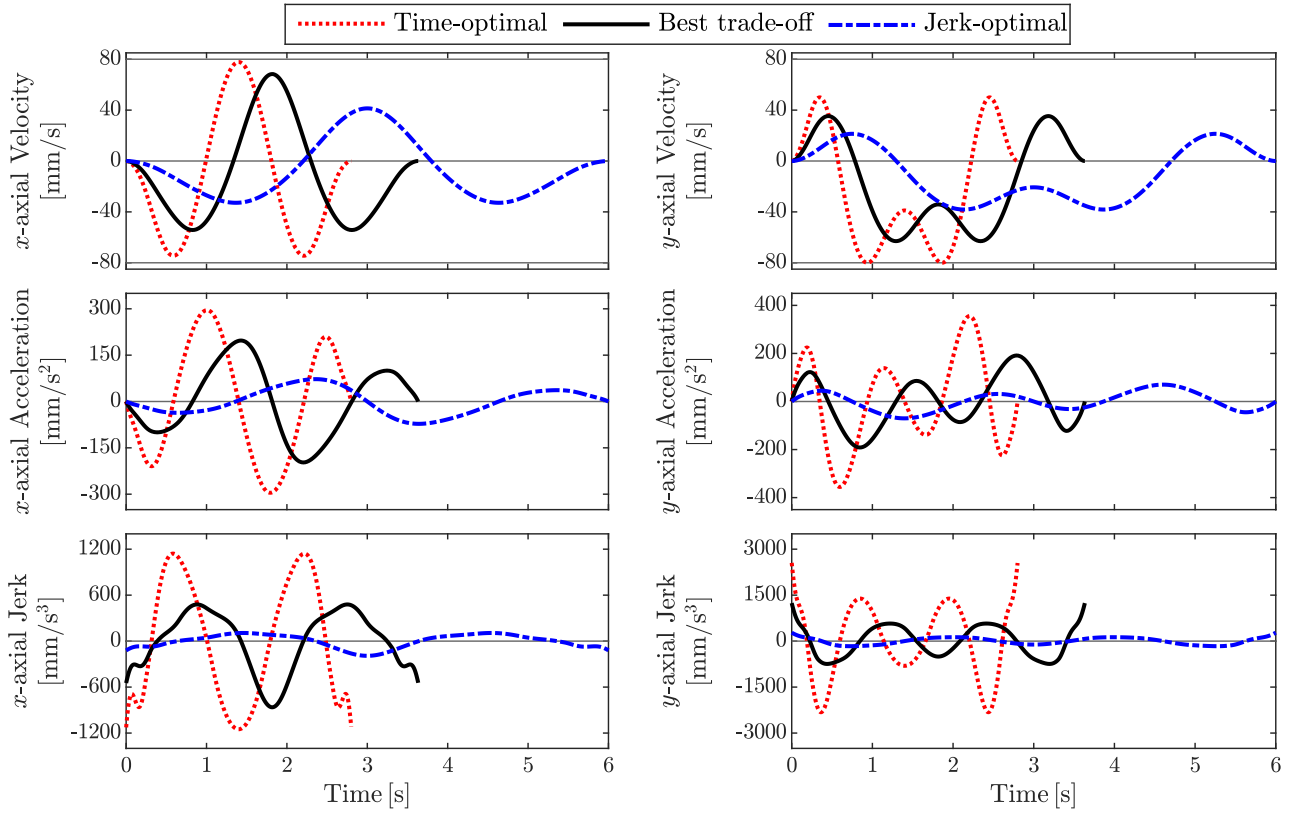 Time-optimal Best trade-off Jerk-optimal
x-axial Velocity
[mm/s]
80
40
0
-40
-80
y-axial Velocity
[mm/s]
80
40
0
-40
-80
x-axial Acceleration
[mm/s²]
300
150
0
-150
-300
y-axial Acceleration
[mm/s²]
400
200
0
-200
-400
x-axial Jerk
[mm/s³]
1200
600
0
-600
-1200
0 1 2 3 4 5 6
Time [s]
y-axial Jerk
[mm/s³]
3000
1500
0
-1500
-3000
0 1 2 3 4 5 6
Time [s]